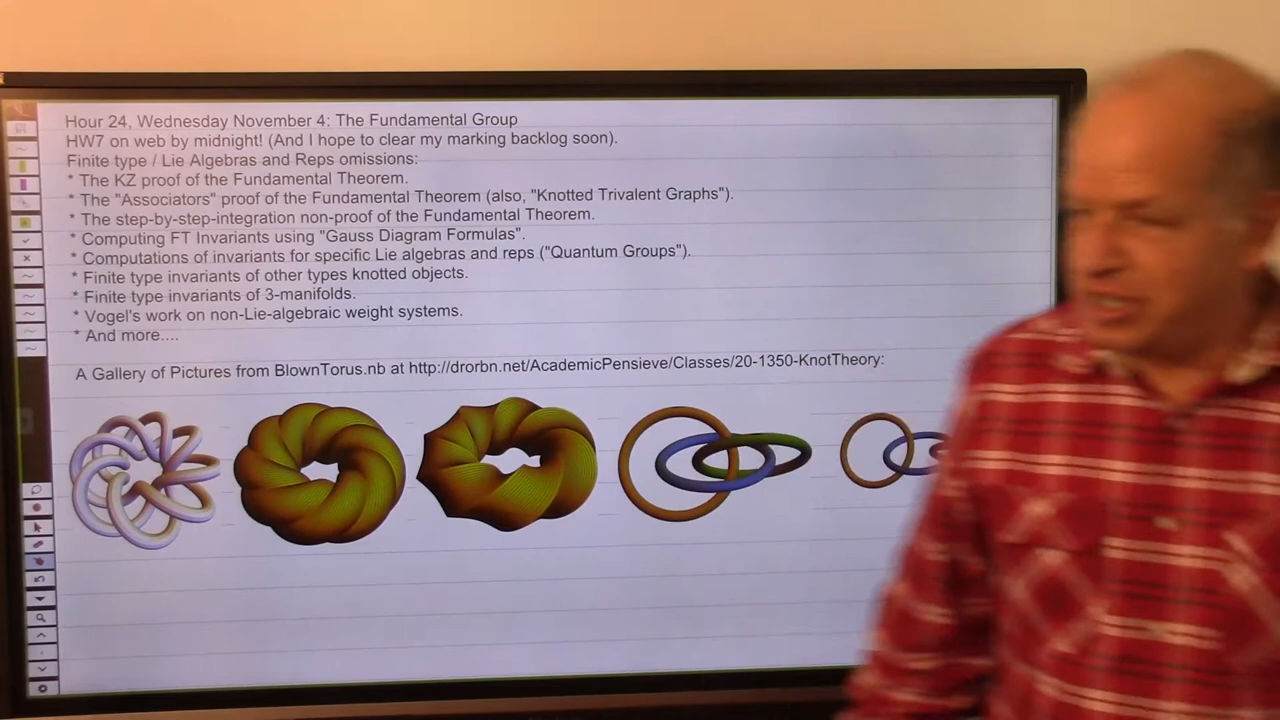 Hour 24, Wednesday November 4: The Fundamental Group
HW7 on web by midnight! (And I hope to clear my marking backlog soon).
Finite type / Lie Algebras and Reps omissions:
* The KZ proof of the Fundamental Theorem.
* The "Associators" proof of the Fundamental Theorem (also, "Knotted Trivalent Graphs").
* The step-by-step-integration non-proof of the Fundamental Theorem.
* Computing FT Invariants using "Gauss Diagram Formulas".
* Computations of invariants for specific Lie algebras and reps ("Quantum Groups").
* Finite type invariants of other types knotted objects.
* Finite type invariants of 3-manifolds.
* Vogel's work on non-Lie-algebraic weight systems.
* And more....
A Gallery of Pictures from BlownTorus.nb at http://drorbn.net/AcademicPensieve/Classes/20-1350-KnotTheory: